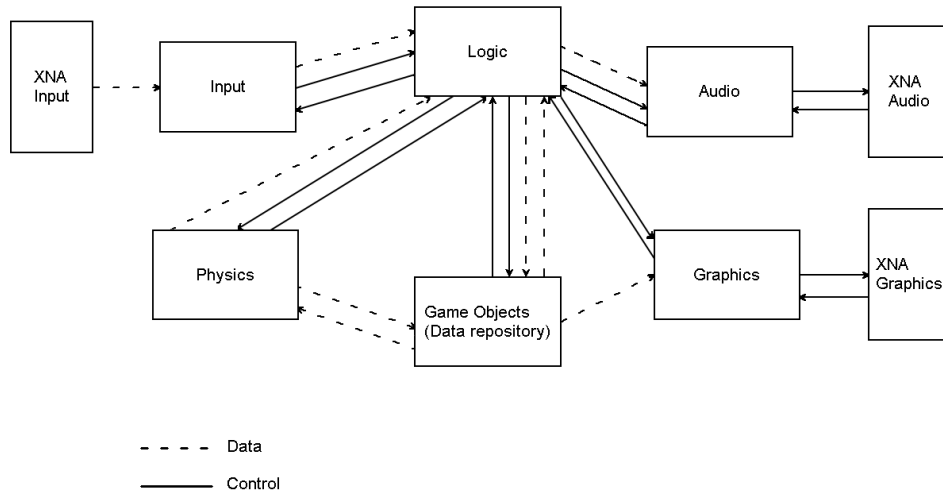 Logic
XNA
Input
Input
Audio
XNA
Audio
Physics
Game Objects
(Data repository)
Graphics
XNA
Graphics
Data
Control